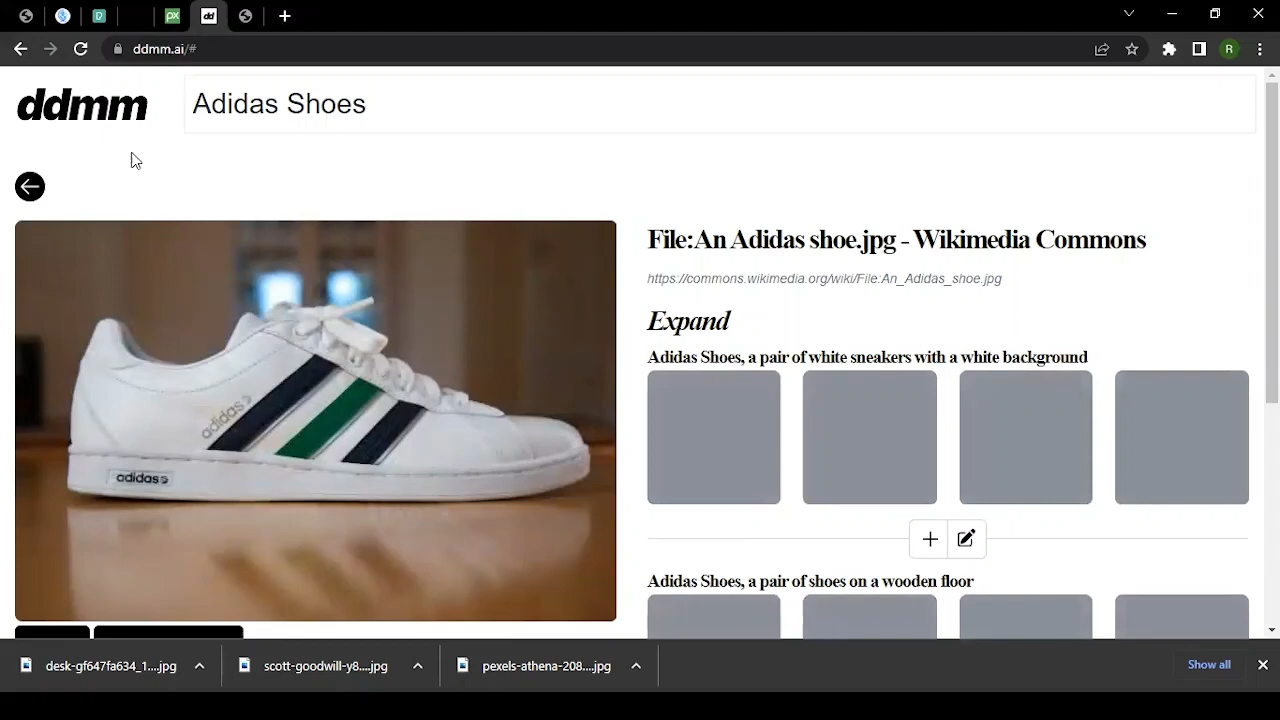 px
dd
ddmm.ai/#
R
ddmm
Adidas Shoes
File:An Adidas shoe.jpg - Wikimedia Commons
https://commons.wikimedia.org/wiki/File:An_Adidas_shoe.jpg
Expand
Adidas Shoes, a pair of white sneakers with a white background
adidas
adidas
Adidas Shoes, a pair of shoes on a wooden floor
desk-gf647fa634_1....jpg
scott-goodwill-y8....jpg
pexels-athena-208....jpg
Show all